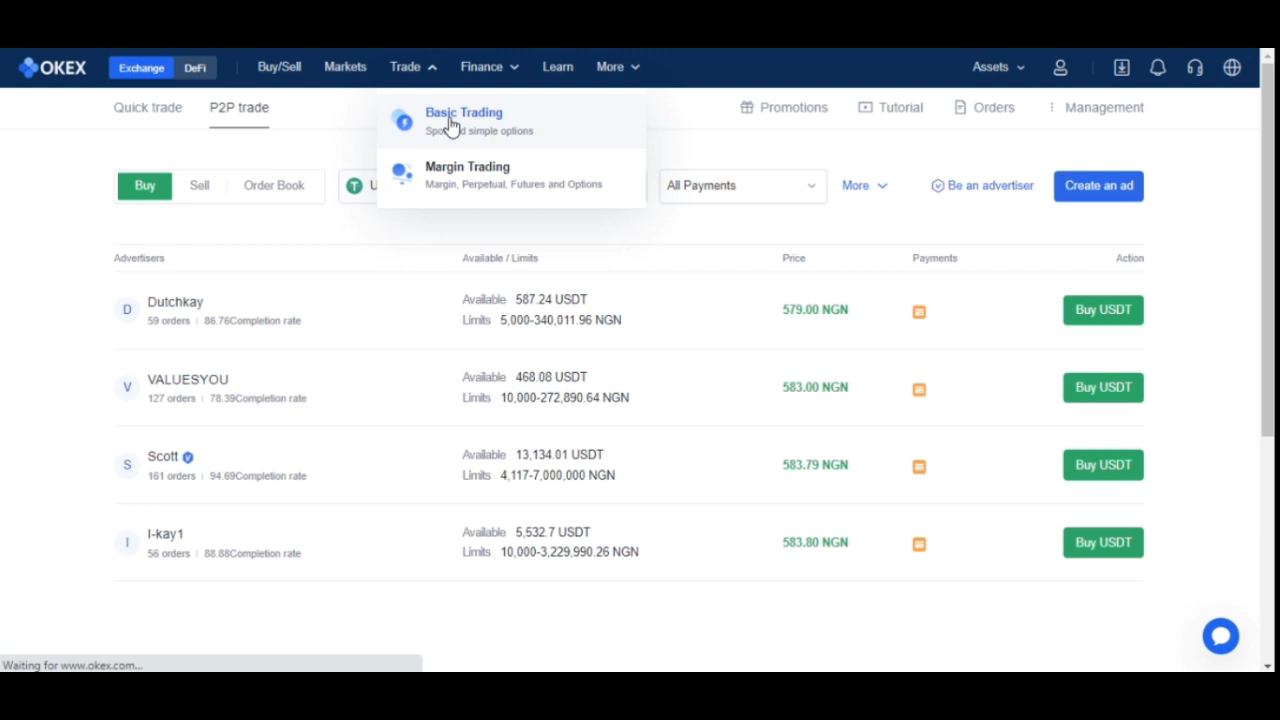 OKEX Exchange DeFi Buy/Sell Markets Trade Finance Learn More Assets
Quick trade P2P trade Promotions Tutorial Orders Management
Basic Trading
simple options
Margin Trading
Margin, Perpetual, Futures and Options
Buy Sell Order Book All Payments More Be an advertiser Create an ad
Advertisers Available / Limits Price Payments Action
D Dutchkay Available 587.24 USDT 579.00 NGN Buy USDT
59 orders | 86.76Completion rate Limits 5,000-340,011.96 NGN
V VALUESYOU Available 468.08 USDT 583.00 NGN Buy USDT
127 orders | 78.39Completion rate Limits 10,000-272,890.64 NGN
S Scott Available 13,134.01 USDT 583.79 NGN Buy USDT
161 orders | 94.69Completion rate Limits 4,117-7,000,000 NGN
I I-kay1 Available 5,532.7 USDT 583.80 NGN Buy USDT
56 orders | 88.88Completion rate Limits 10,000-3,229,990.26 NGN
Waiting for www.okex.com...